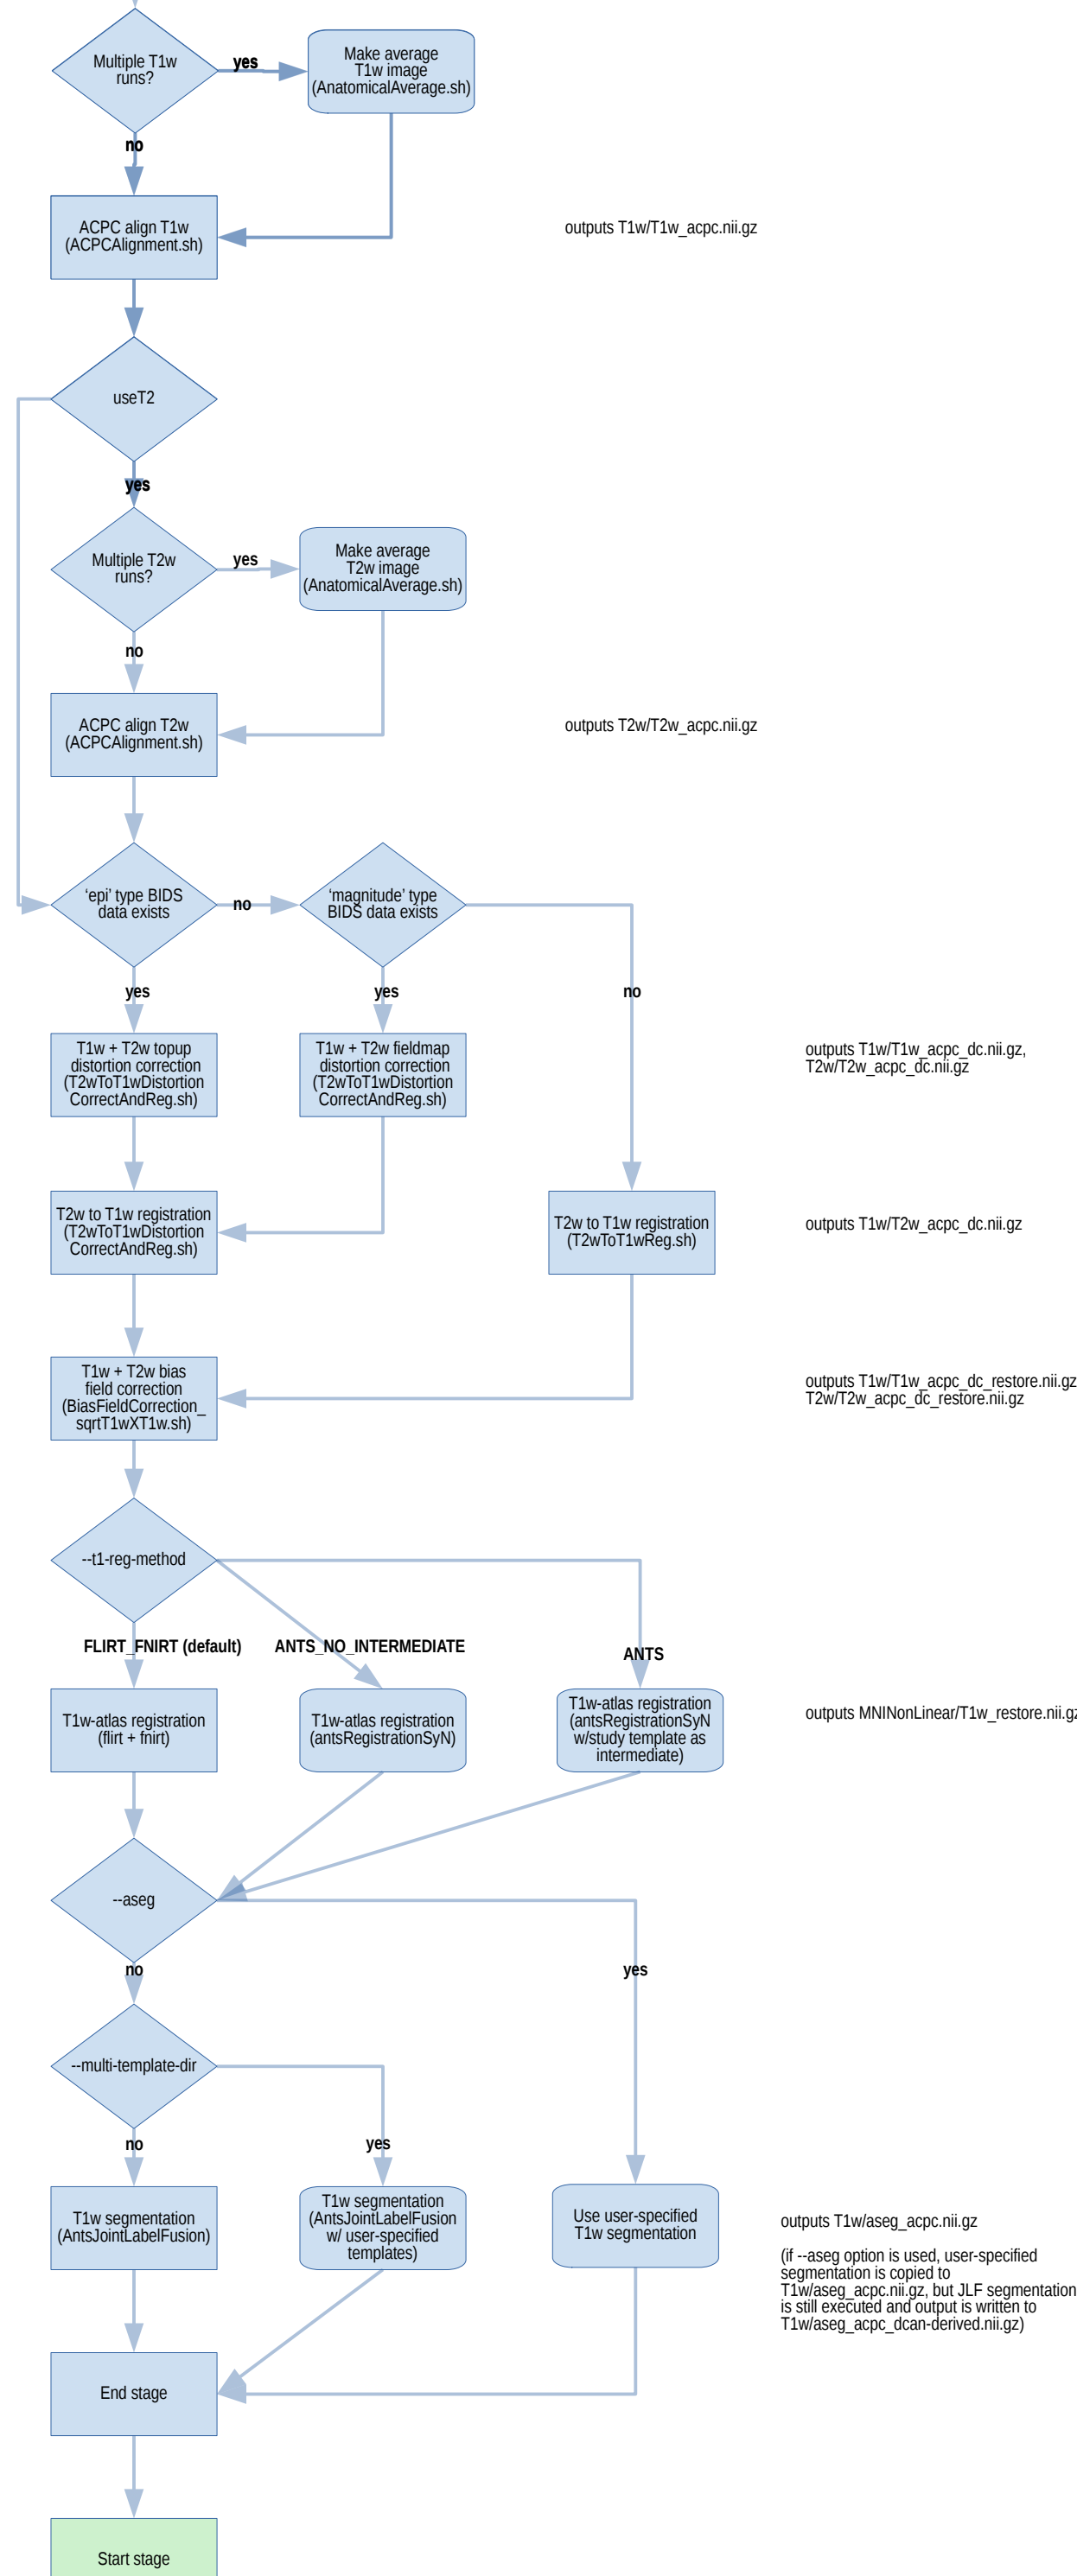 Multiple T1w
runs?
yes
Make average
T1w image
(AnatomicalAverage.sh)
no
ACPC align T1w
(ACPCAlignment.sh)
outputs T1w/T1w_acpc.nii.gz
useT2
yes
Multiple T2w
runs?
yes
Make average
T2w image
(AnatomicalAverage.sh)
no
ACPC align T2w
(ACPCAlignment.sh)
outputs T2w/T2w_acpc.nii.gz
‘epi’ type BIDS
data exists
no
‘magnitude’ type
BIDS data exists
yes
yes
no
T1w + T2w topup
distortion correction
(T2wToT1wDistortion
CorrectAndReg.sh)
T1w + T2w fieldmap
distortion correction
(T2wToT1wDistortion
CorrectAndReg.sh)
outputs T1w/T1w_acpc_dc.nii.gz,
T2w/T2w_acpc_dc.nii.gz
T2w to T1w registration
(T2wToT1wDistortion
CorrectAndReg.sh)
T2w to T1w registration
(T2wToT1wReg.sh)
outputs T1w/T2w_acpc_dc.nii.gz
T1w + T2w bias
field correction
(BiasFieldCorrection_
sqrtT1wXT1w.sh)
outputs T1w/T1w_acpc_dc_restore.nii.gz
T2w/T2w_acpc_dc_restore.nii.gz
--t1-reg-method
FLIRT_FNIRT (default)
ANTS_NO_INTERMEDIATE
ANTS
T1w-atlas registration
(flirt + fnirt)
T1w-atlas registration
(antsRegistrationSyN)
T1w-atlas registration
(antsRegistrationSyN
w/study template as
intermediate)
outputs MNINonLinear/T1w_restore.nii.gz
--aseg
no
yes
--multi-template-dir
no
yes
T1w segmentation
(AntsJointLabelFusion)
T1w segmentation
(AntsJointLabelFusion
w/ user-specified
templates)
Use user-specified
T1w segmentation
outputs T1w/aseg_acpc.nii.gz
(if --aseg option is used, user-specified
segmentation is copied to
T1w/aseg_acpc.nii.gz, but JLF segmentation
is still executed and output is written to
T1w/aseg_acpc_dcan-derived.nii.gz)
End stage
Start stage